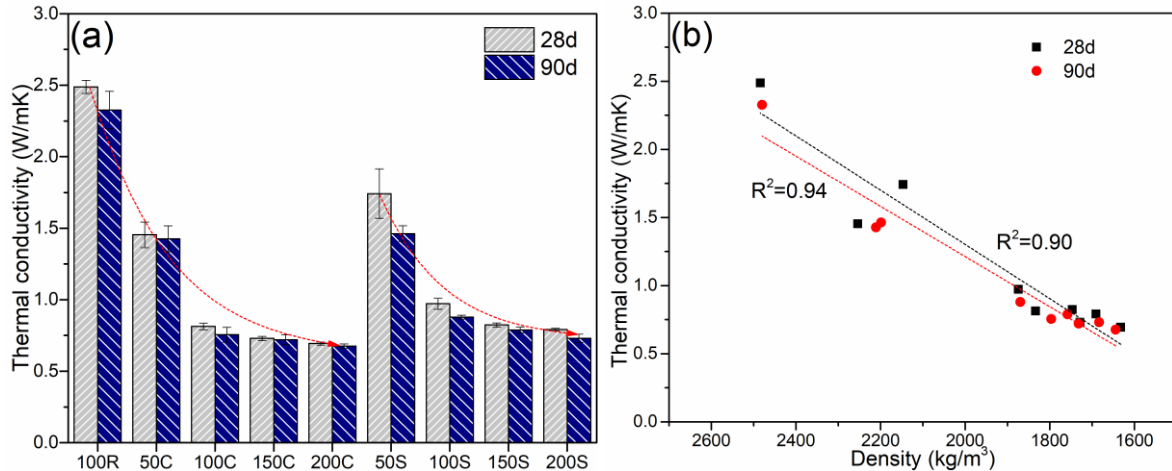 (a)
28d
90d
Thermal conductivity (W/mK)
3.0
2.5
2.0
1.5
1.0
0.5
0.0
100R 50C 100C 150C 200C 50S 100S 150S 200S
(b)
28d
90d
Thermal conductivity (W/mK)
3.0
2.5
2.0
1.5
1.0
0.5
0.0
R²=0.94
R²=0.90
2600 2400 2200 2000 1800 1600
Density (kg/m³)